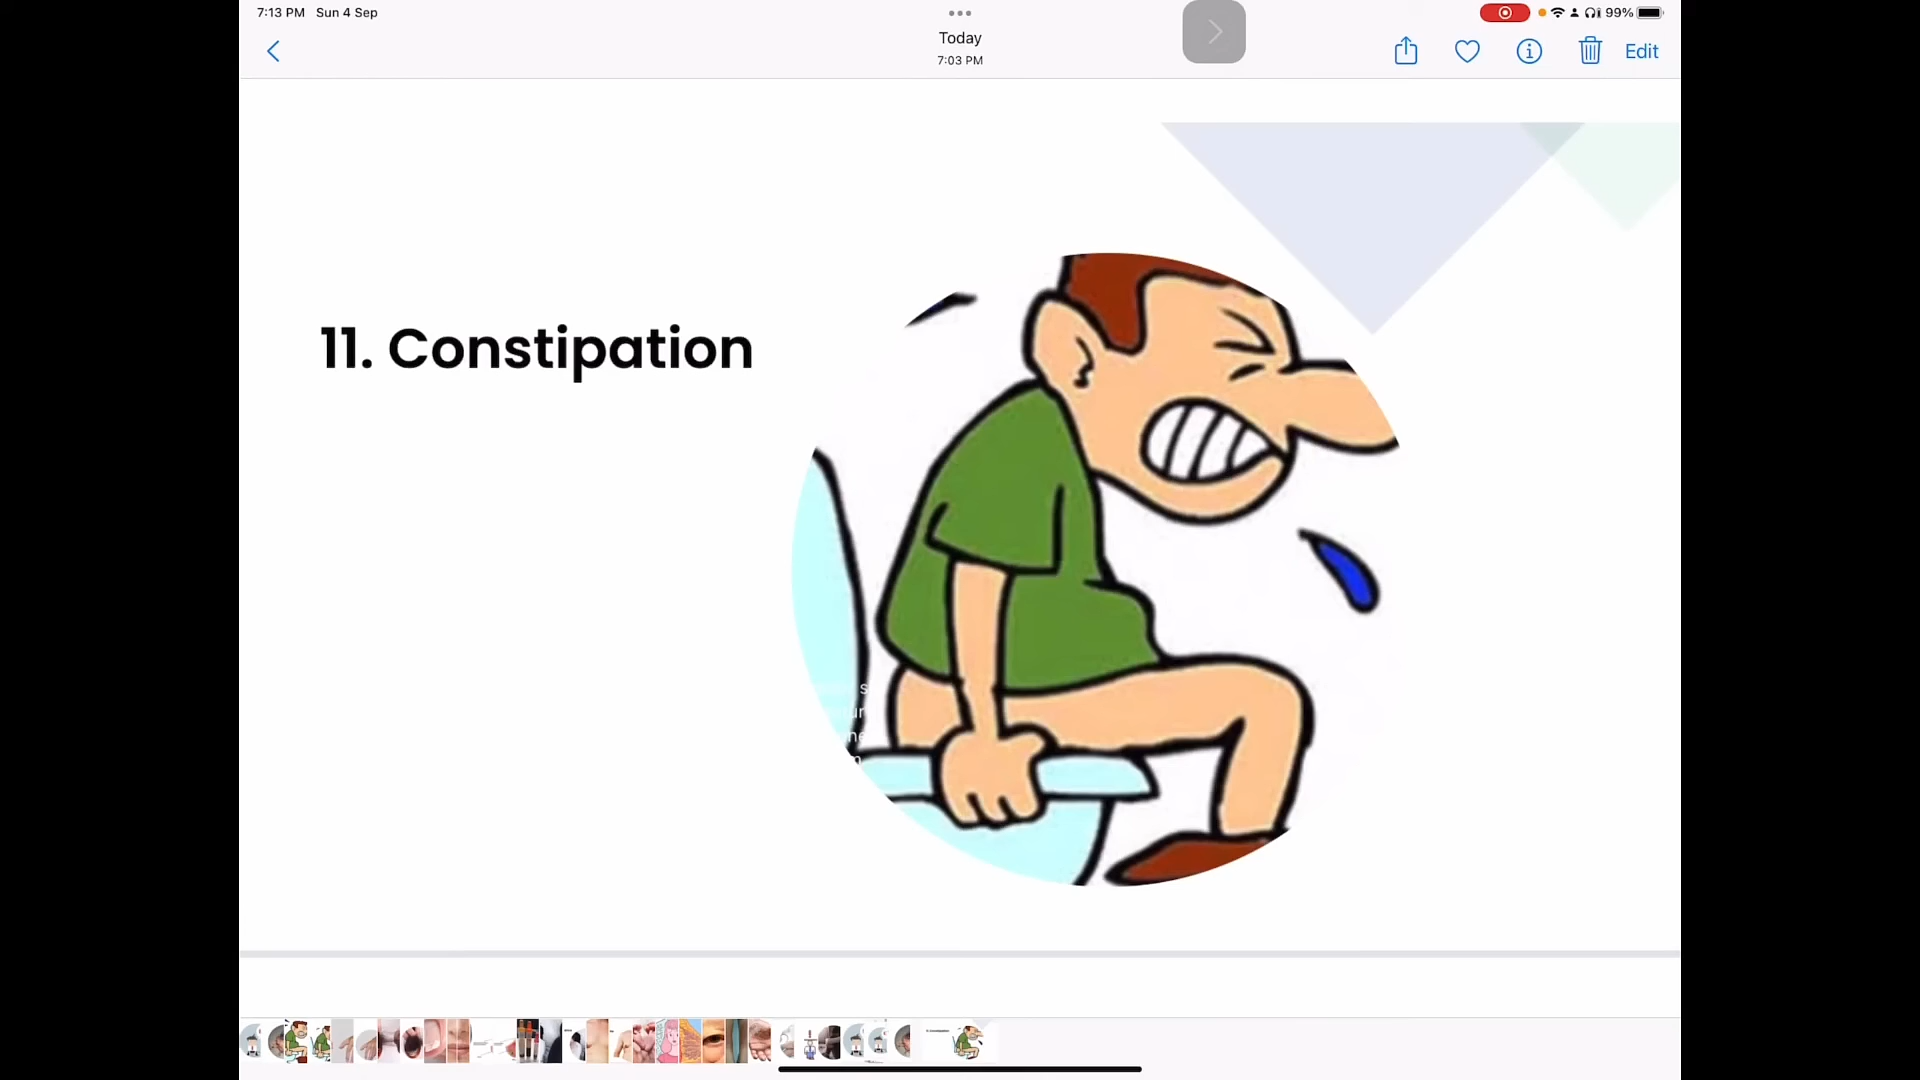 7:13 PM Sun 4 Sep
99%
Today
7:03 PM
Edit
11. Constipation